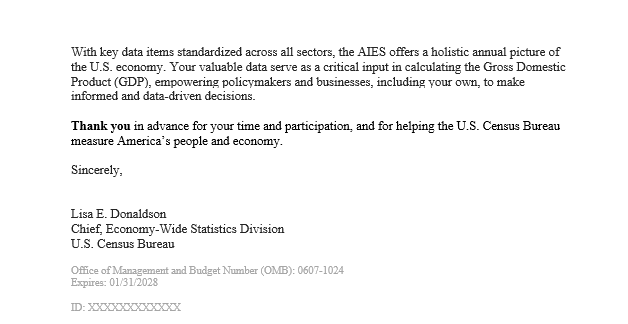 With key data items standardized across all sectors, the AIES offers a holistic annual picture of
the U.S. economy. Your valuable data serve as a critical input in calculating the Gross Domestic
Product (GDP), empowering policymakers and businesses, including your own, to make
informed and data-driven decisions.
Thank you in advance for your time and participation, and for helping the U.S. Census Bureau
measure America’s people and economy.
Sincerely,
Lisa E. Donaldson
Chief, Economy-Wide Statistics Division
U.S. Census Bureau
Office of Management and Budget Number (OMB): 0607-1024
Expires: 01/31/2028
ID: XXXXXXXXXXXX